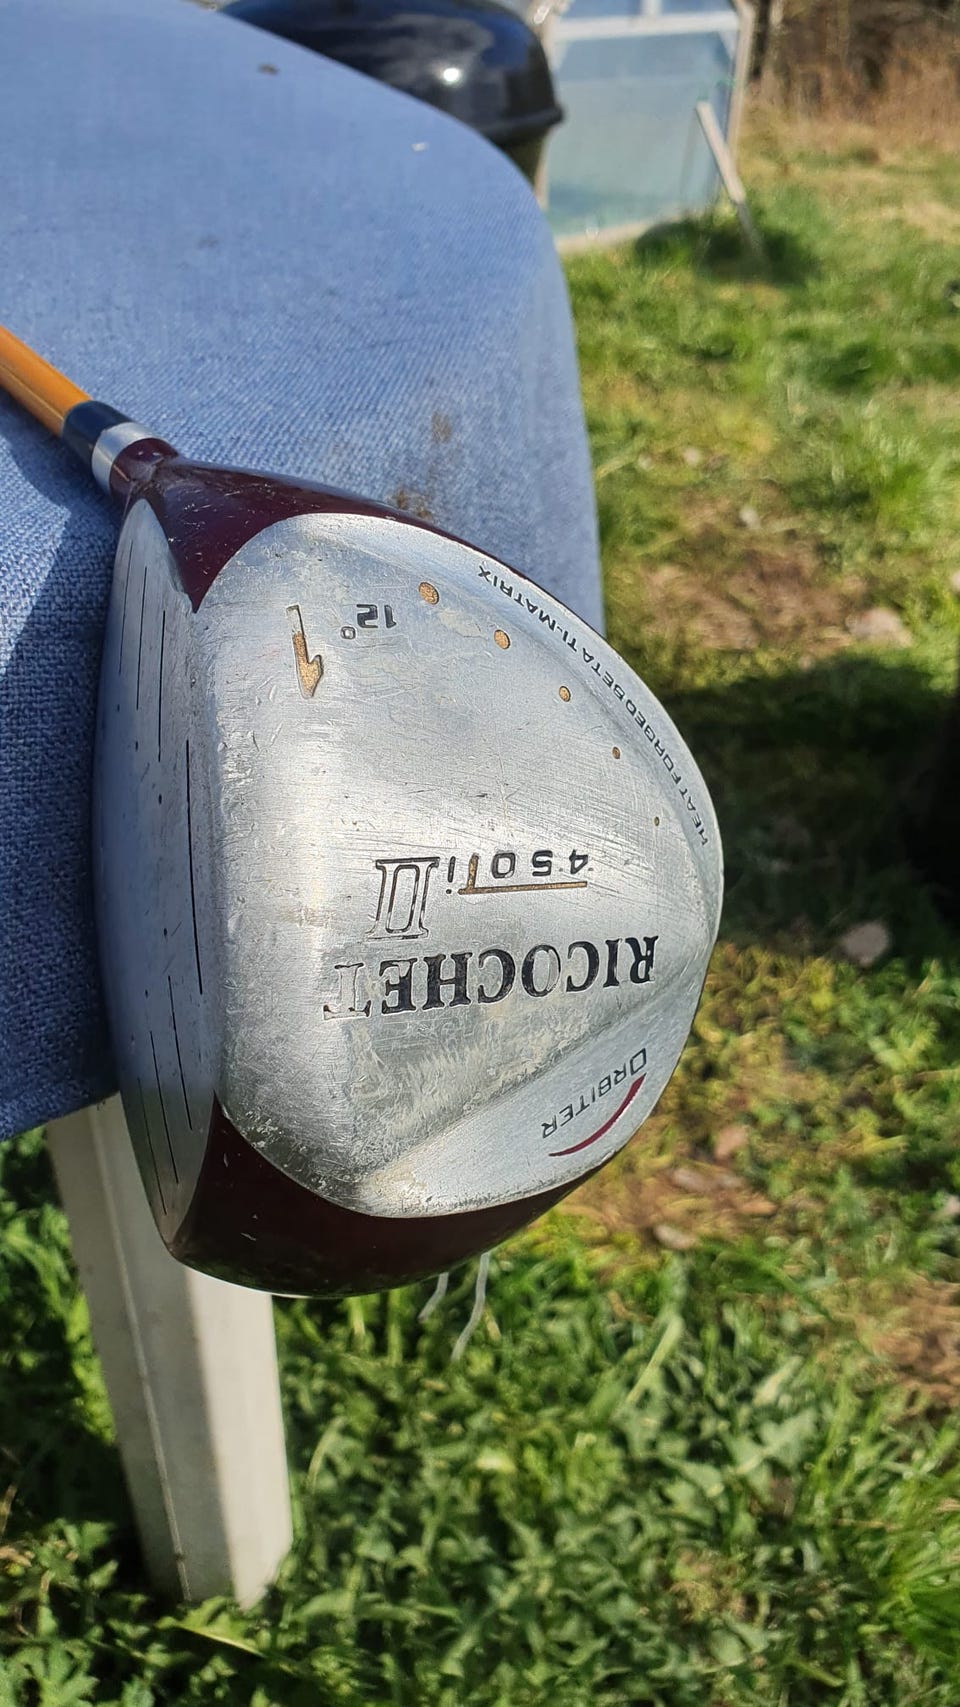 RICOCHET
450Ti
II
ORBITER
HEAT FORGED BETA TI-MATRIX
12°
1